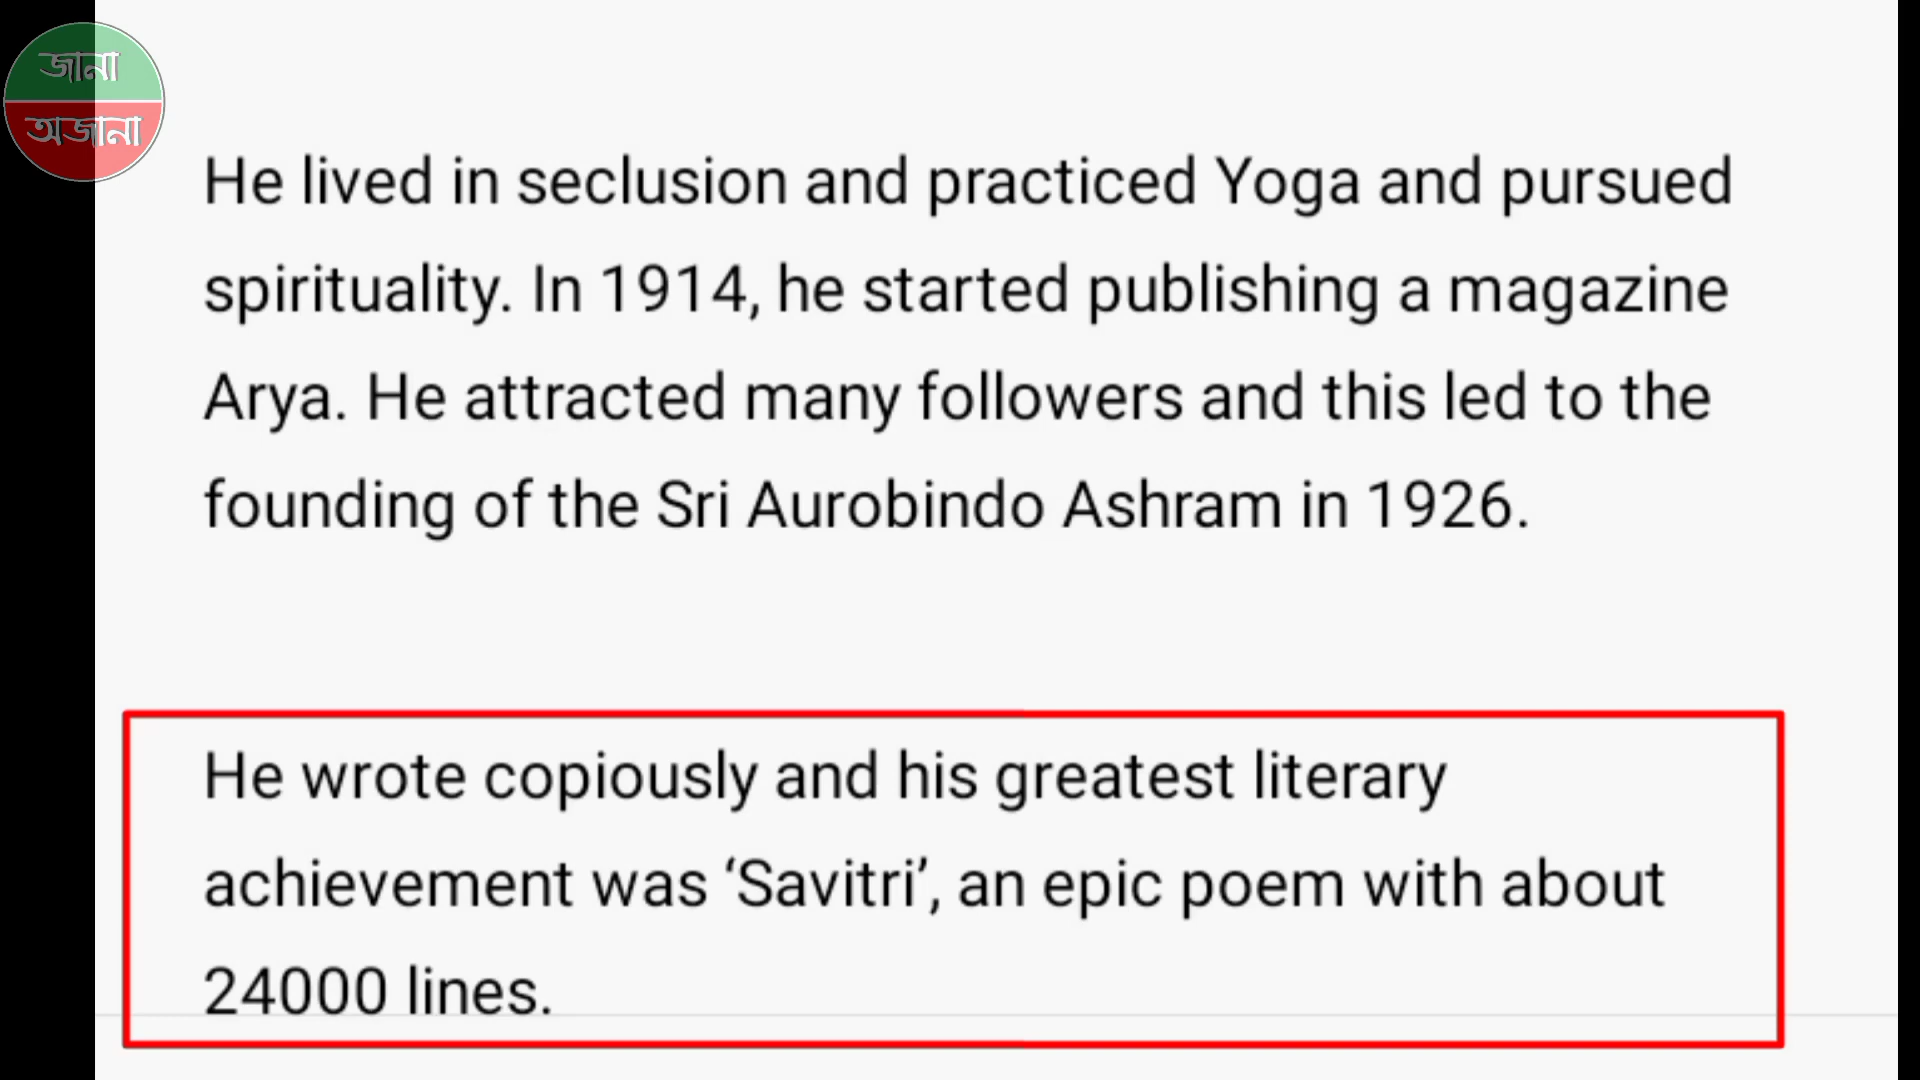 জানা
অজানা
He lived in seclusion and practiced Yoga and pursued
spirituality. In 1914, he started publishing a magazine
Arya. He attracted many followers and this led to the
founding of the Sri Aurobindo Ashram in 1926.
He wrote copiously and his greatest literary
achievement was ‘Savitri’, an epic poem with about
24000 lines.